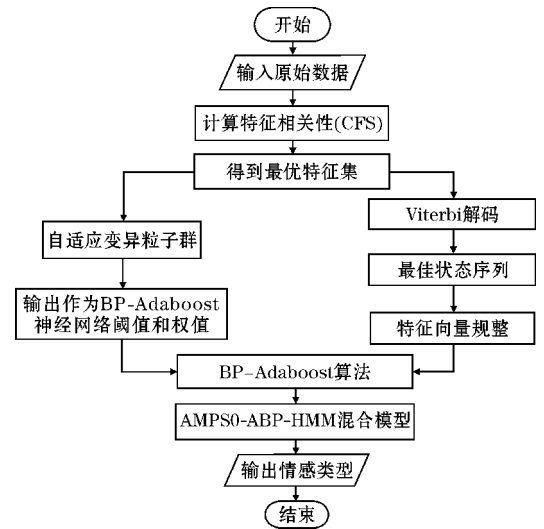 开始
输入原始数据
计算特征相关性(CFS)
得到最优特征集
自适应变异粒子群
输出作为BP-Adaboost
神经网络阈值和权值
Viterbi解码
最佳状态序列
特征向量规整
BP-Adaboost算法
AMPS0-ABP-HMM混合模型
输出情感类型
结束